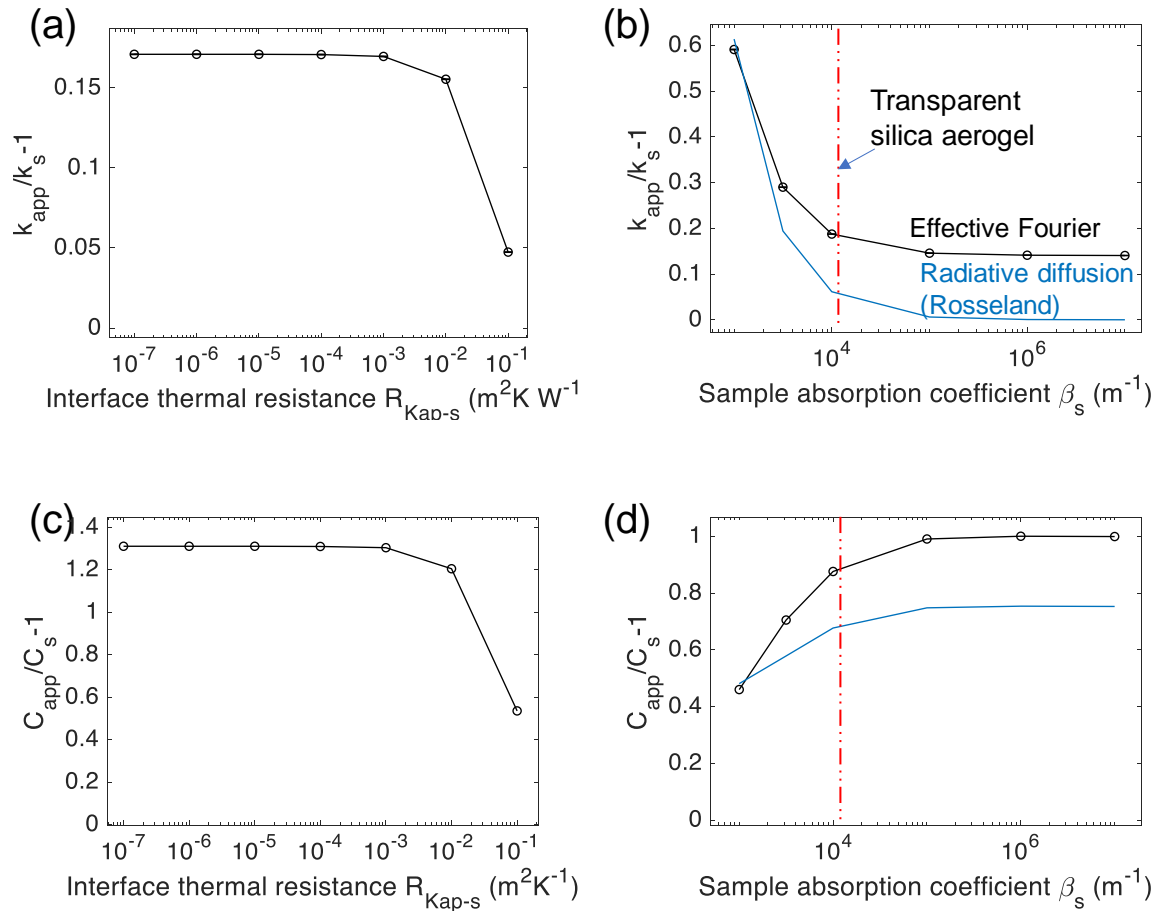 (a)
k_app/k_s-1
0.15
0.1
0.05
0
10^-7 10^-6 10^-5 10^-4 10^-3 10^-2 10^-1
Interface thermal resistance R_Kap-s (m^2K W^-1
(b)
k_app/k_s-1
0.6
0.5
0.4
0.3
0.2
0.1
0
Transparent
silica aerogel
Effective Fourier
Radiative diffusion
(Rosseland)
10^4 10^6
Sample absorption coefficient β_s (m^-1)
(c)
C_app/C_s-1
1.4
1.2
1
0.8
0.6
0.4
0.2
0
10^-7 10^-6 10^-5 10^-4 10^-3 10^-2 10^-1
Interface thermal resistance R_Kap-s (m^2K^-1)
(d)
C_app/C_s-1
1
0.8
0.6
0.4
0.2
0
10^4 10^6
Sample absorption coefficient β_s (m^-1)